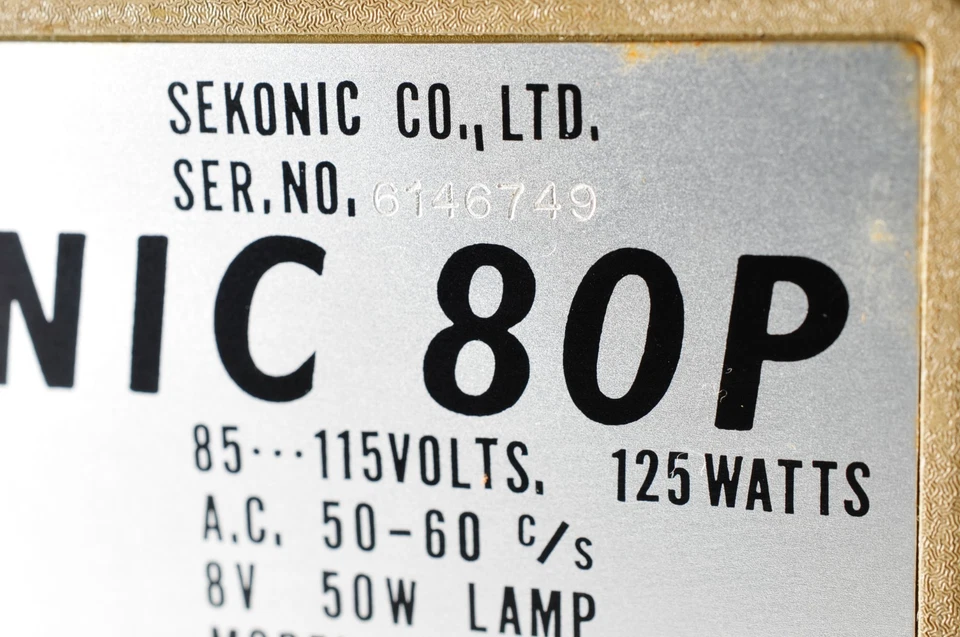 SEKONIC CO., LTD.
SER. NO. 6146749
NIC 80P
85···115VOLTS. 125WATTS
A.C. 50-60 c/s
8V 50W LAMP